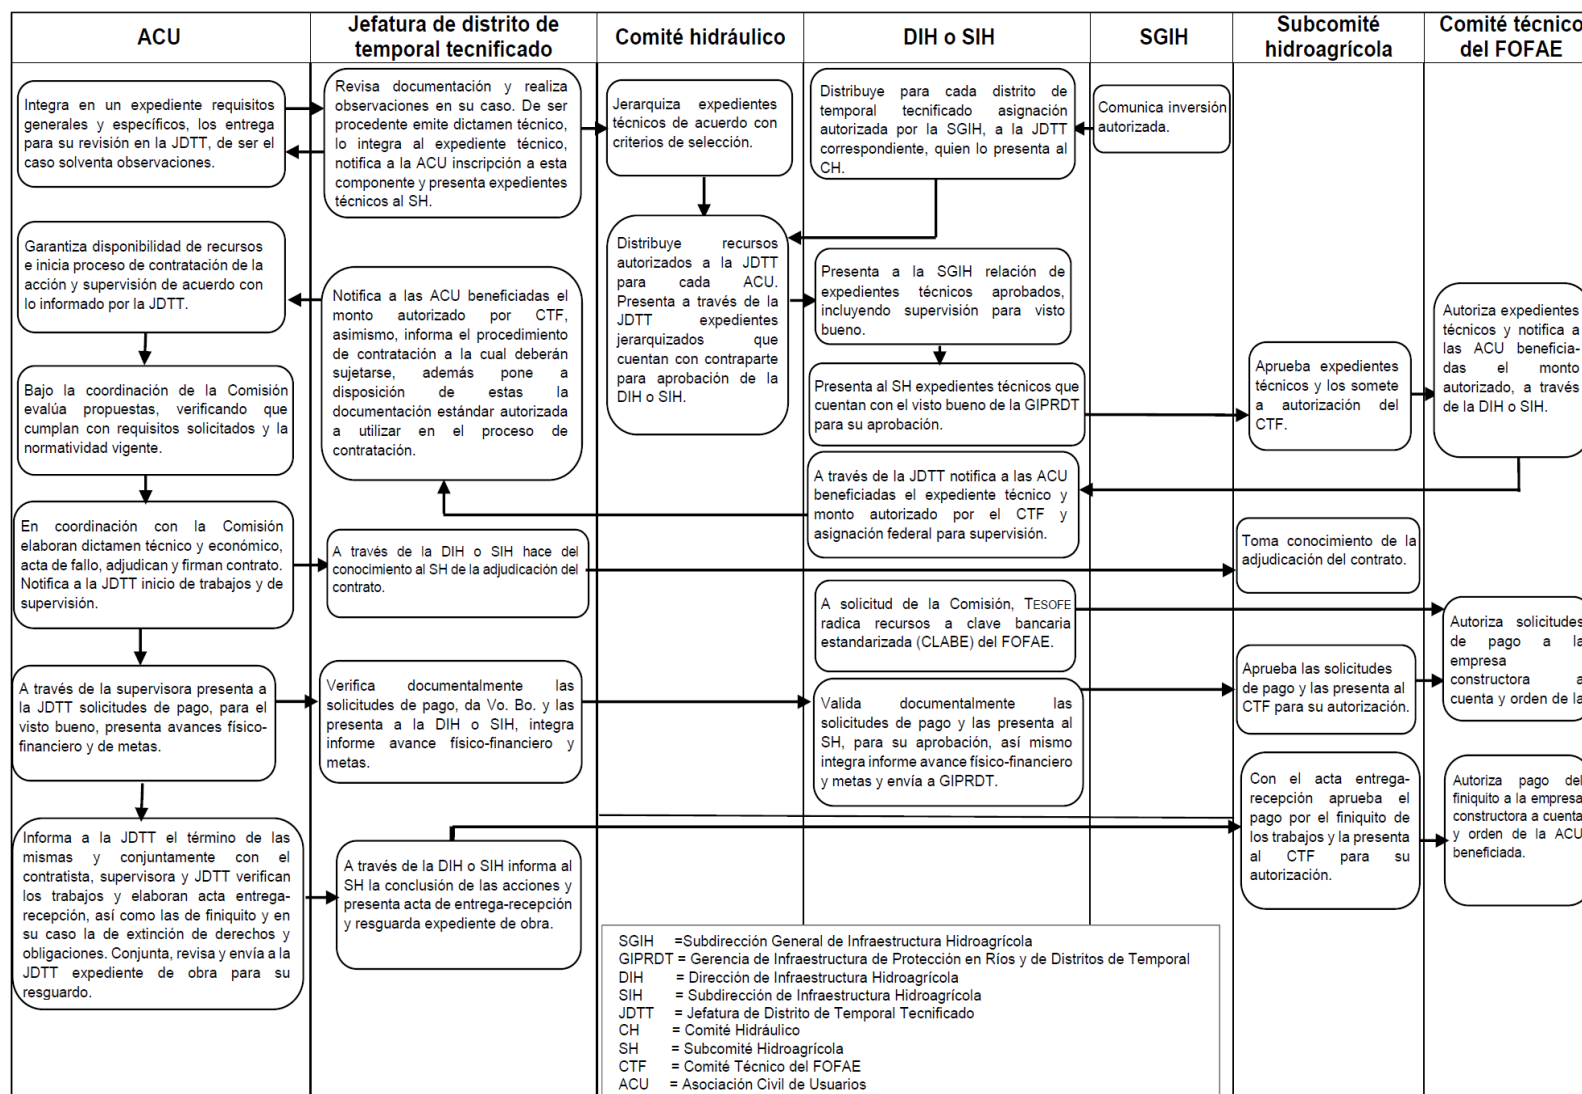 ACU
Jefatura de distrito de
temporal tecnificado
Comité hidráulico
DIH o SIH
SGIH
Subcomité
hidroagrícola
Comité técnico
del FOFAE
Integra en un expediente requisitos
generales y específicos, los entrega
para su revisión en la JDTT, de ser el
caso solventa observaciones.
Revisa documentación y realiza
observaciones en su caso. De ser
procedente emite dictamen técnico,
lo integra al expediente técnico,
notifica a la ACU inscripción a esta
componente y presenta expedientes
técnicos al SH.
Jerarquiza expedientes
técnicos de acuerdo con
criterios de selección.
Distribuye para cada distrito de
temporal tecnificado asignación
autorizada por la SGIH, a la JDTT
correspondiente, quien lo presenta al
CH.
Comunica inversión
autorizada.
Garantiza disponibilidad de recursos
e inicia proceso de contratación de la
acción y supervisión de acuerdo con
lo informado por la JDTT.
Notifica a las ACU beneficiadas el
monto autorizado por CTF,
asimismo, informa el procedimiento
de contratación a la cual deberán
sujetarse, además pone a
disposición de estas la
documentación estándar autorizada
a utilizar en el proceso de
contratación.
Distribuye recursos
autorizados a la JDTT
para cada ACU.
Presenta a través de la
JDTT expedientes
jerarquizados que
cuentan con contraparte
para aprobación de la
DIH o SIH.
Presenta a la SGIH relación de
expedientes técnicos aprobados,
incluyendo supervisión para visto
bueno.
Presenta al SH expedientes técnicos que
cuentan con el visto bueno de la GIPRDT
para su aprobación.
Aprueba expedientes
técnicos y los somete
a autorización del
CTF.
Autoriza expedientes
técnicos y notifica a
las ACU beneficia-
das el monto
autorizado, a través
de la DIH o SIH.
Bajo la coordinación de la Comisión
evalúa propuestas, verificando que
cumplan con requisitos solicitados y la
normatividad vigente.
A través de la JDTT notifica a las ACU
beneficiadas el expediente técnico y
monto autorizado por el CTF y
asignación federal para supervisión.
En coordinación con la Comisión
elaboran dictamen técnico y económico,
acta de fallo, adjudican y firman contrato.
Notifica a la JDTT inicio de trabajos y de
supervisión.
A través de la DIH o SIH hace del
conocimiento al SH de la adjudicación del
contrato.
Toma conocimiento de la
adjudicación del contrato.
A solicitud de la Comisión, TESOFE
radica recursos a clave bancaria
estandarizada (CLABE) del FOFAE.
Autoriza solicitudes
de pago a la
empresa
constructora a
cuenta y orden de la
A través de la supervisora presenta a
la JDTT solicitudes de pago, para el
visto bueno, presenta avances físico-
financiero y de metas.
Verifica documentalmente las
solicitudes de pago, da Vo. Bo. y las
presenta a la DIH o SIH, integra
informe avance físico-financiero y
metas.
Valida documentalmente las
solicitudes de pago y las presenta al
SH, para su aprobación, así mismo
integra informe avance físico-financiero
y metas y envía a GIPRDT.
Aprueba las solicitudes
de pago y las presenta al
CTF para su autorización.
Informa a la JDTT el término de las
mismas y conjuntamente con el
contratista, supervisora y JDTT verifican
los trabajos y elaboran acta entrega-
recepción, así como las de finiquito y en
su caso la de extinción de derechos y
obligaciones. Conjunta, revisa y envía a la
JDTT expediente de obra para su
resguardo.
A través de la DIH o SIH informa al
SH la conclusión de las acciones y
presenta acta de entrega-recepción
y resguarda expediente de obra.
Con el acta entrega-
recepción aprueba el
pago por el finiquito de
los trabajos y la presenta
al CTF para su
autorización.
Autoriza pago del
finiquito a la empresa
constructora a cuenta
y orden de la ACU
beneficiada.
SGIH =Subdirección General de Infraestructura Hidroagrícola
GIPRDT = Gerencia de Infraestructura de Protección en Ríos y de Distritos de Temporal
DIH = Dirección de Infraestructura Hidroagrícola
SIH = Subdirección de Infraestructura Hidroagrícola
JDTT = Jefatura de Distrito de Temporal Tecnificado
CH = Comité Hidráulico
SH = Subcomité Hidroagrícola
CTF = Comité Técnico del FOFAE
ACU = Asociación Civil de Usuarios